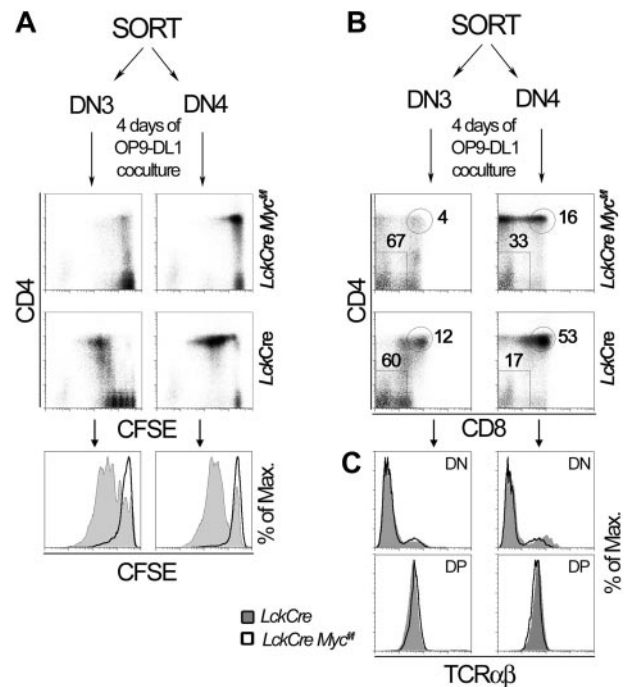 A
SORT
DN3
DN4
4 days of
OP9-DL1
coculture
CD4
LckCre Myc^f/f
LckCre
CFSE
% of Max.
CFSE
B
SORT
DN3
DN4
4 days of
OP9-DL1
coculture
CD4
4
67
16
33
LckCre Myc^f/f
12
60
53
17
LckCre
CD8
C
DN
DN
DP
DP
% of Max.
TCRαβ
LckCre
LckCre Myc^f/f